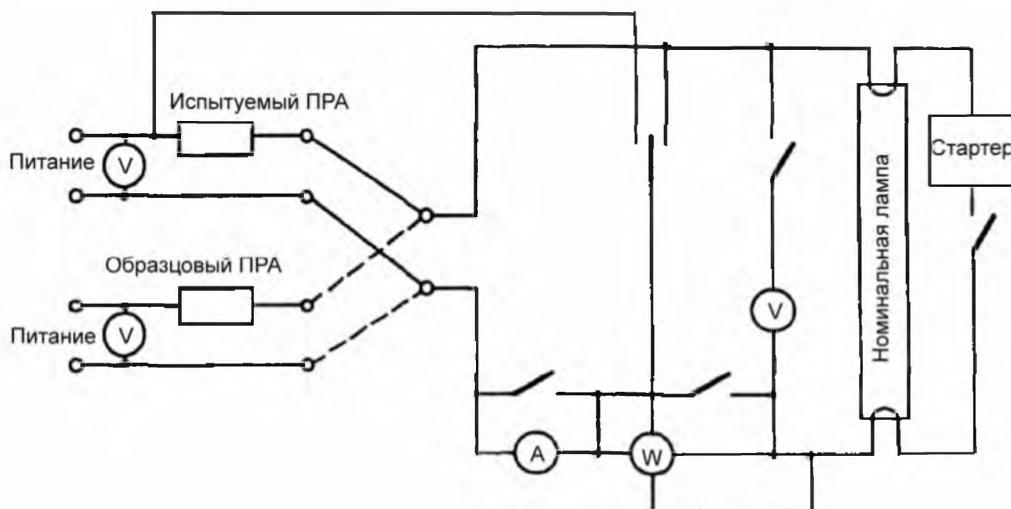 Испытуемый ПРА
Питание
V
Образцовый ПРА
Питание
V
A
W
V
Номинальная лампа
Стартер